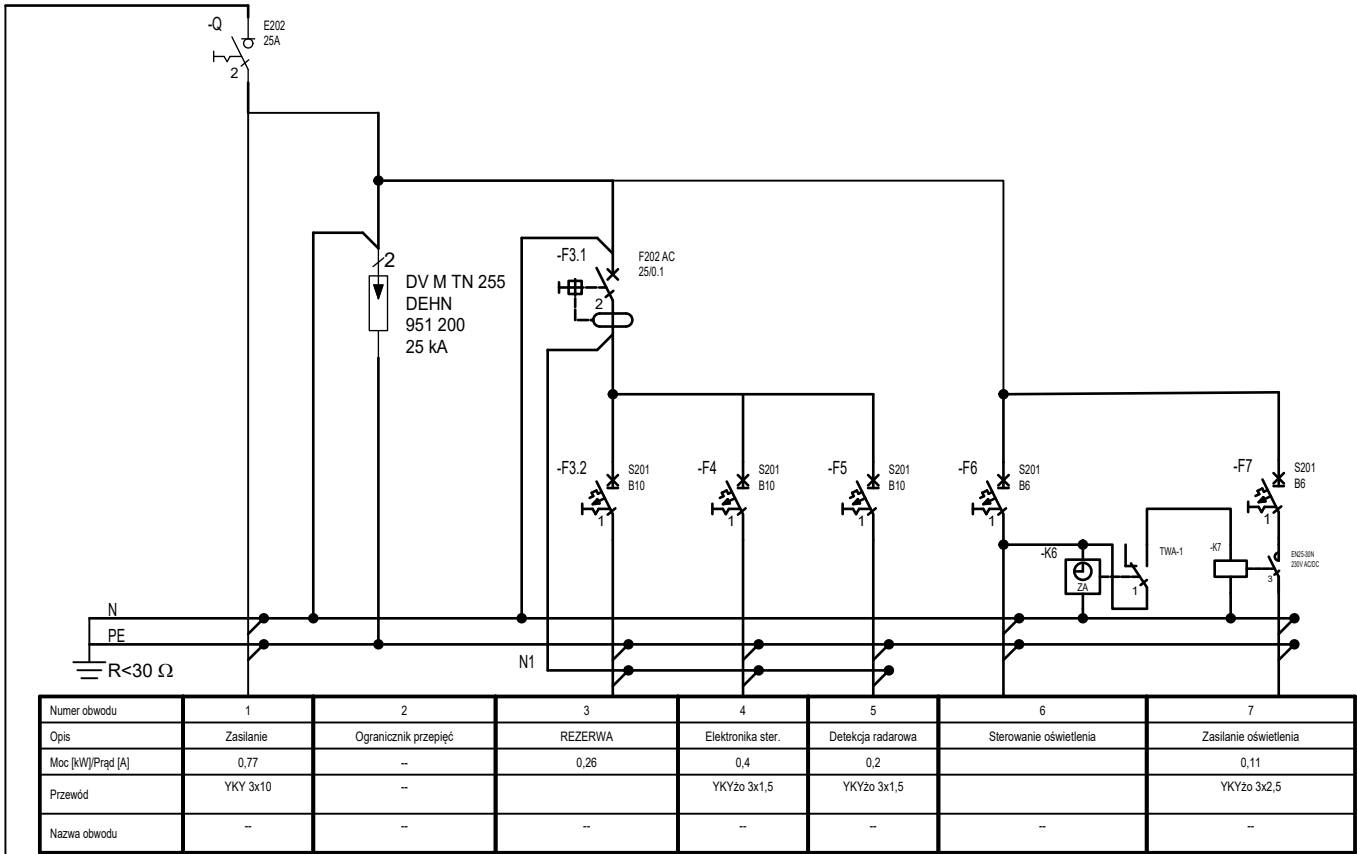 -Q
E202
25A
2
2
DV M TN 255
DEHN
951 200
25 kA
-F3.1
F202 AC
25/0.1
2
-F3.2
S201
B10
1
-F4
S201
B10
1
-F5
S201
B10
1
-F6
S201
B6
1
-F7
S201
B6
1
-K6
ZA
TWA-1
1
-K7
EN25-30N
230V AC/DC
3
N
PE
N1
R<30 Ω
Numer obwodu 1 2 3 4 5 6 7
Opis Zasilanie Ogranicznik przepięć REZERWA Elektronika ster. Detekcja radarowa Sterowanie oświetlenia Zasilanie oświetlenia
Moc [kW]/Prąd [A] 0,77 -- 0,26 0,4 0,2 0,11
Przewód YKY 3x10 -- YKYżo 3x1,5 YKYżo 3x1,5 YKYżo 3x2,5
Nazwa obwodu -- -- -- -- -- -- --